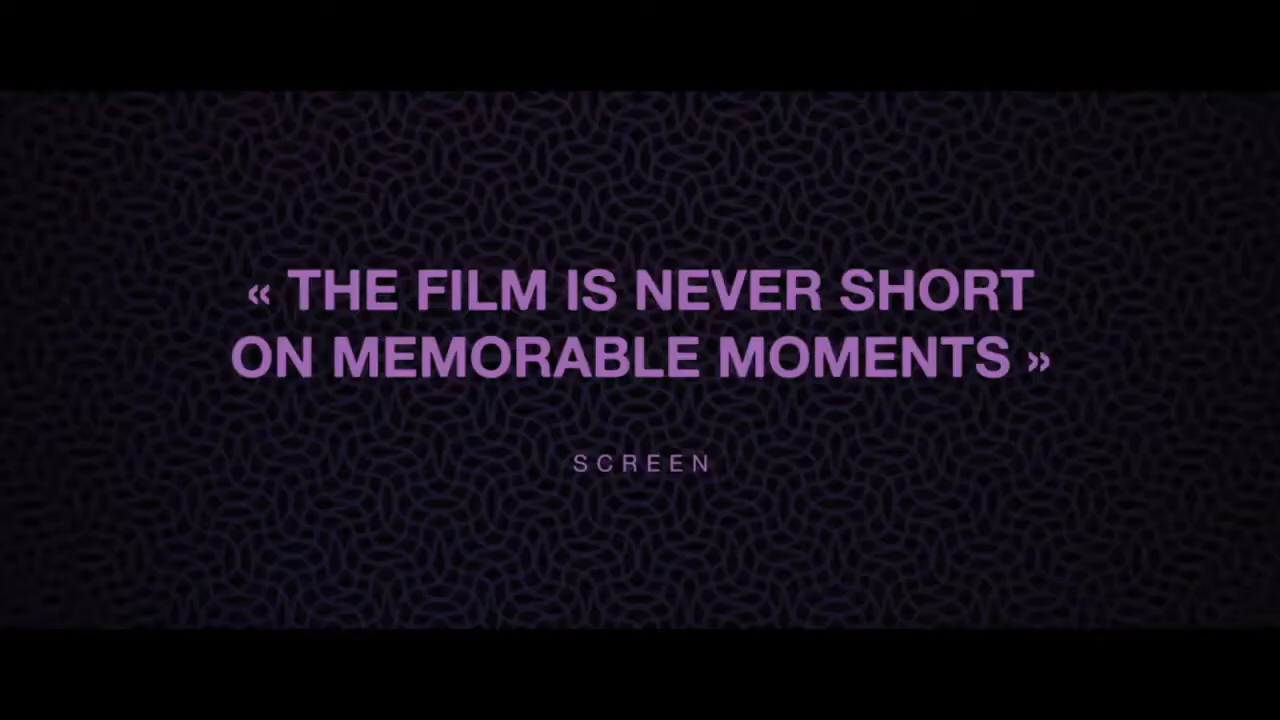 « THE FILM IS NEVER SHORT
ON MEMORABLE MOMENTS »
SCREEN